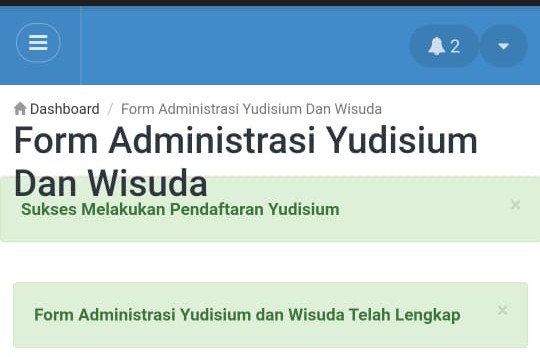 2
Dashboard / Form Administrasi Yudisium Dan Wisuda
Form Administrasi Yudisium
Dan Wisuda
Sukses Melakukan Pendaftaran Yudisium ×
Form Administrasi Yudisium dan Wisuda Telah Lengkap ×